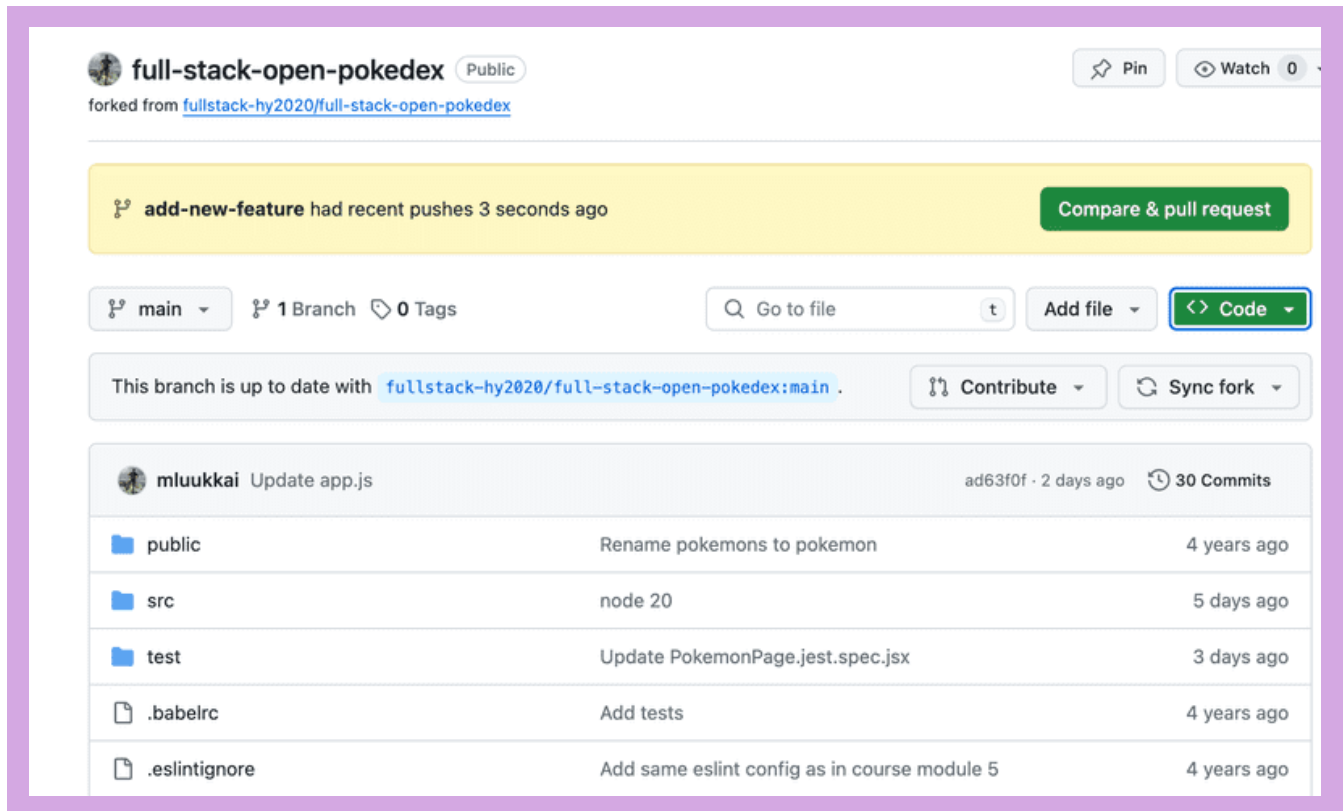 full-stack-open-pokedex Public Pin Watch 0
forked from fullstack-hy2020/full-stack-open-pokedex
add-new-feature had recent pushes 3 seconds ago Compare & pull request
main 1 Branch 0 Tags Go to file t Add file Code
This branch is up to date with fullstack-hy2020/full-stack-open-pokedex:main. Contribute Sync fork
mluukkai Update app.js ad63f0f · 2 days ago 30 Commits
public Rename pokemons to pokemon 4 years ago
src node 20 5 days ago
test Update PokemonPage.jest.spec.jsx 3 days ago
.babelrc Add tests 4 years ago
.eslintignore Add same eslint config as in course module 5 4 years ago